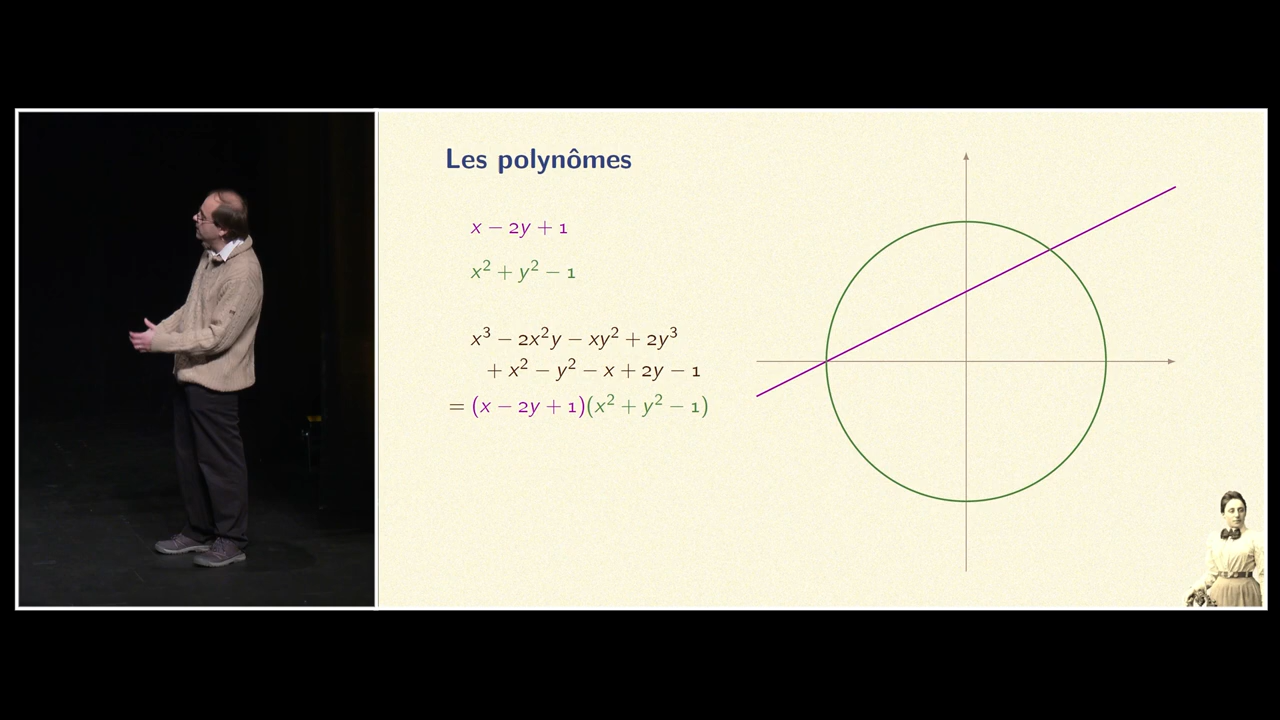 Les polynômes
x − 2y + 1
x² + y² − 1
x³ − 2x²y − xy² + 2y³
+ x² − y² − x + 2y − 1
= (x − 2y + 1)(x² + y² − 1)